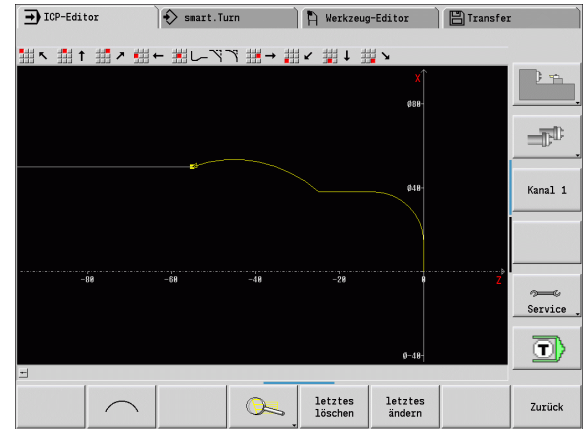 ICP-Editor smart.Turn Werkzeug-Editor Transfer
X
Ø80
Kanal 1
Ø40
-80 -60 -40 -20 0 Z
Service
T
Ø-40
letztes löschen
letztes ändern
Zurück